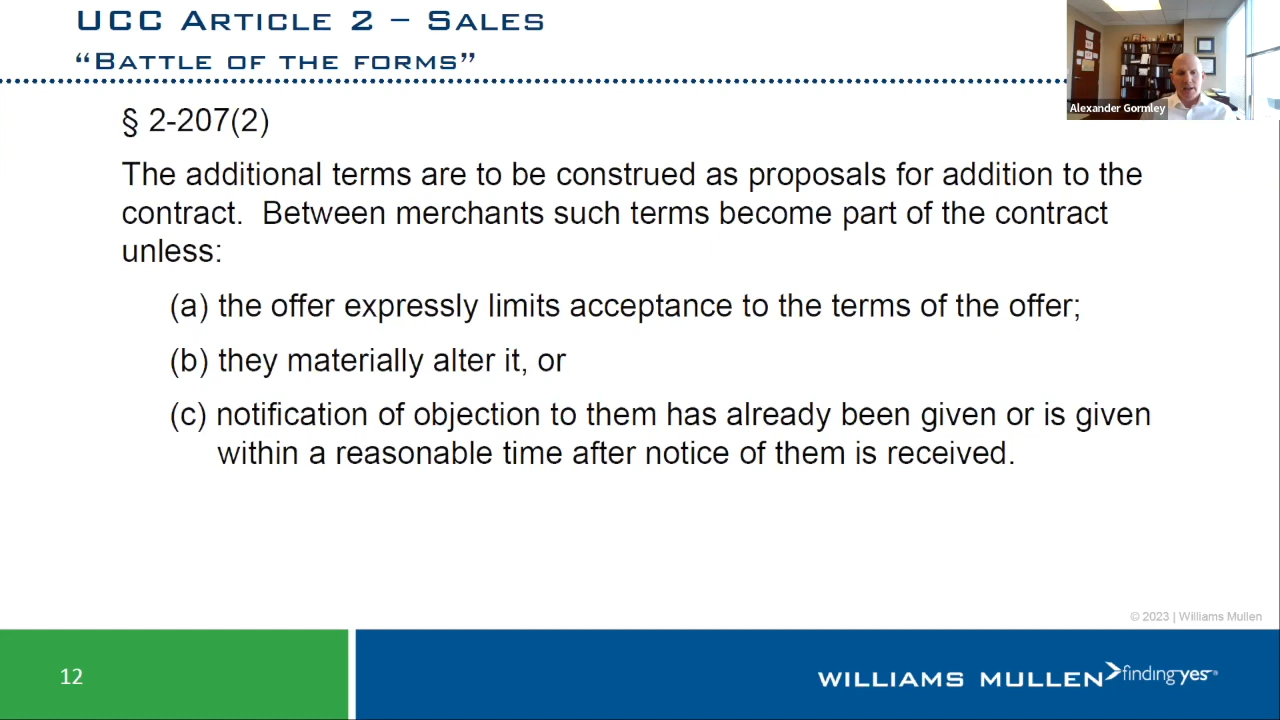 UCC ARTICLE 2 – SALES
“BATTLE OF THE FORMS”
Alexander Gormley
§ 2-207(2)
The additional terms are to be construed as proposals for addition to the
contract.  Between merchants such terms become part of the contract
unless:
(a) the offer expressly limits acceptance to the terms of the offer;
(b) they materially alter it, or
(c) notification of objection to them has already been given or is given
within a reasonable time after notice of them is received.
© 2023 | Williams Mullen
12
WILLIAMS MULLEN finding yes®